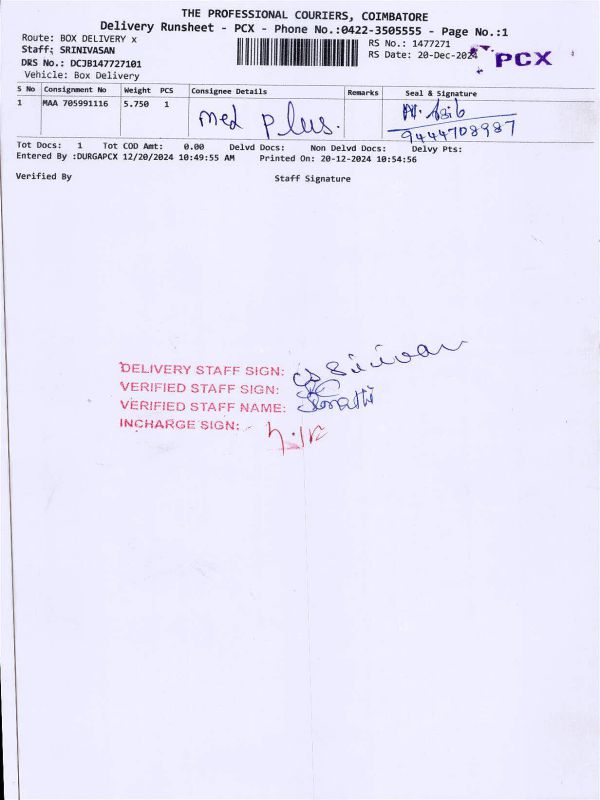 THE PROFESSIONAL COURIERS, COIMBATORE
Delivery Runsheet - PCX - Phone No.:0422-3505555 - Page No.:1
Route: BOX DELIVERY x
RS No.: 1477271
Staff: SRINIVASAN
RS Date: 20-Dec-2024
PCX
DRS No.: DCJB147727101
Vehicle: Box Delivery
S No Consignment No Weight PCS Consignee Details Remarks Seal & Signature
1 MAA 705991116 5.750 1 med plus.
9444708987
Tot Docs: 1 Tot COD Amt: 0.00 Delvd Docs: Non Delvd Docs: Delvy Pts:
Entered By :DURGAPCX 12/20/2024 10:49:55 AM Printed On: 20-12-2024 10:54:56
Verified By Staff Signature
DELIVERY STAFF SIGN:
VERIFIED STAFF SIGN:
VERIFIED STAFF NAME:
INCHARGE SIGN: